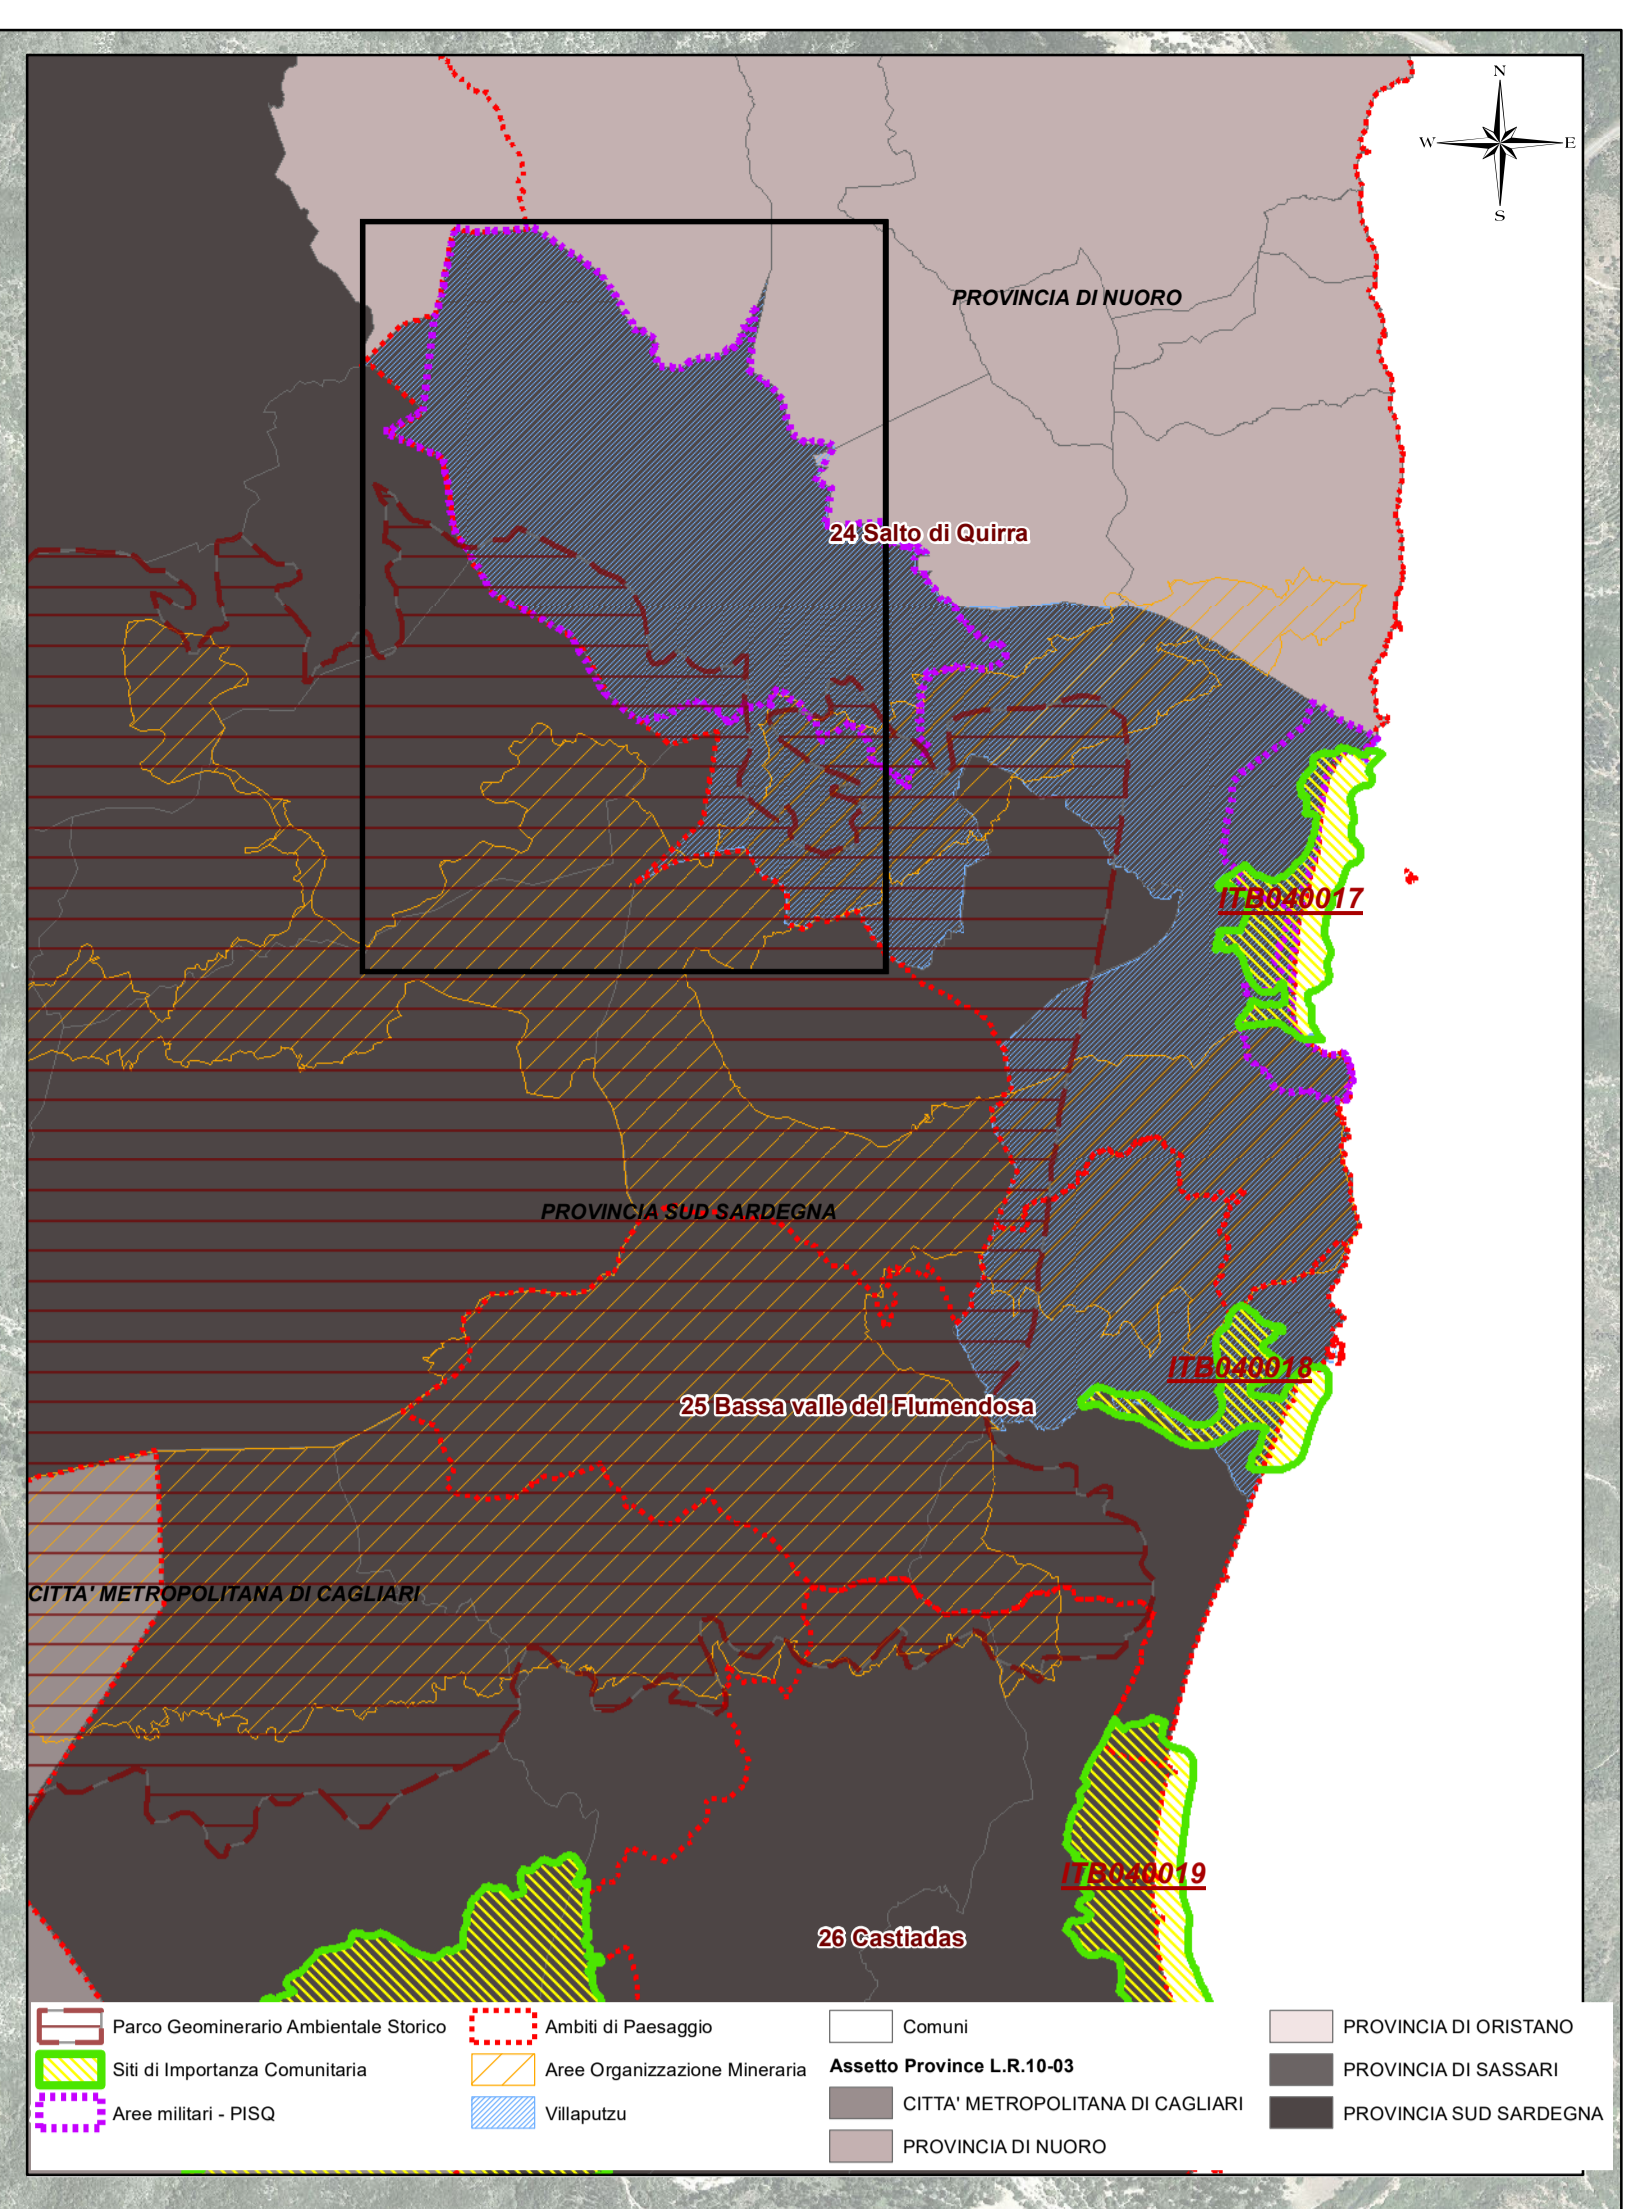 N
W
E
S
PROVINCIA DI NUORO
24 Salto di Quirra
ITB040017
PROVINCIA SUD SARDEGNA
ITB040018
25 Bassa valle del Flumendosa
CITTA' METROPOLITANA DI CAGLIARI
ITB040019
26 Castiadas
Parco Geominerario Ambientale Storico
Siti di Importanza Comunitaria
Aree militari - PISQ
Ambiti di Paesaggio
Aree Organizzazione Mineraria
Villaputzu
Comuni
Assetto Province L.R.10-03
CITTA' METROPOLITANA DI CAGLIARI
PROVINCIA DI NUORO
PROVINCIA DI ORISTANO
PROVINCIA DI SASSARI
PROVINCIA SUD SARDEGNA